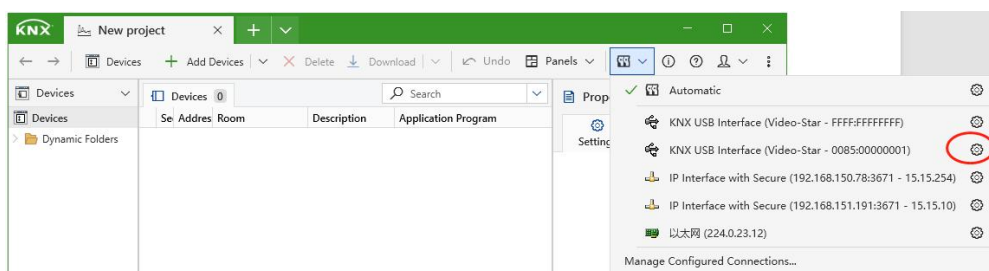 KNX New project × +
← → Devices + Add Devices Delete Download Undo Panels
Devices
Devices
Dynamic Folders
Devices 0
Search
Se Addres Room Description Application Program
Prop
Setting
Automatic
KNX USB Interface (Video-Star - FFFF:FFFFFFFF)
KNX USB Interface (Video-Star - 0085:00000001)
IP Interface with Secure (192.168.150.78:3671 - 15.15.254)
IP Interface with Secure (192.168.151.191:3671 - 15.15.10)
以太网 (224.0.23.12)
Manage Configured Connections...